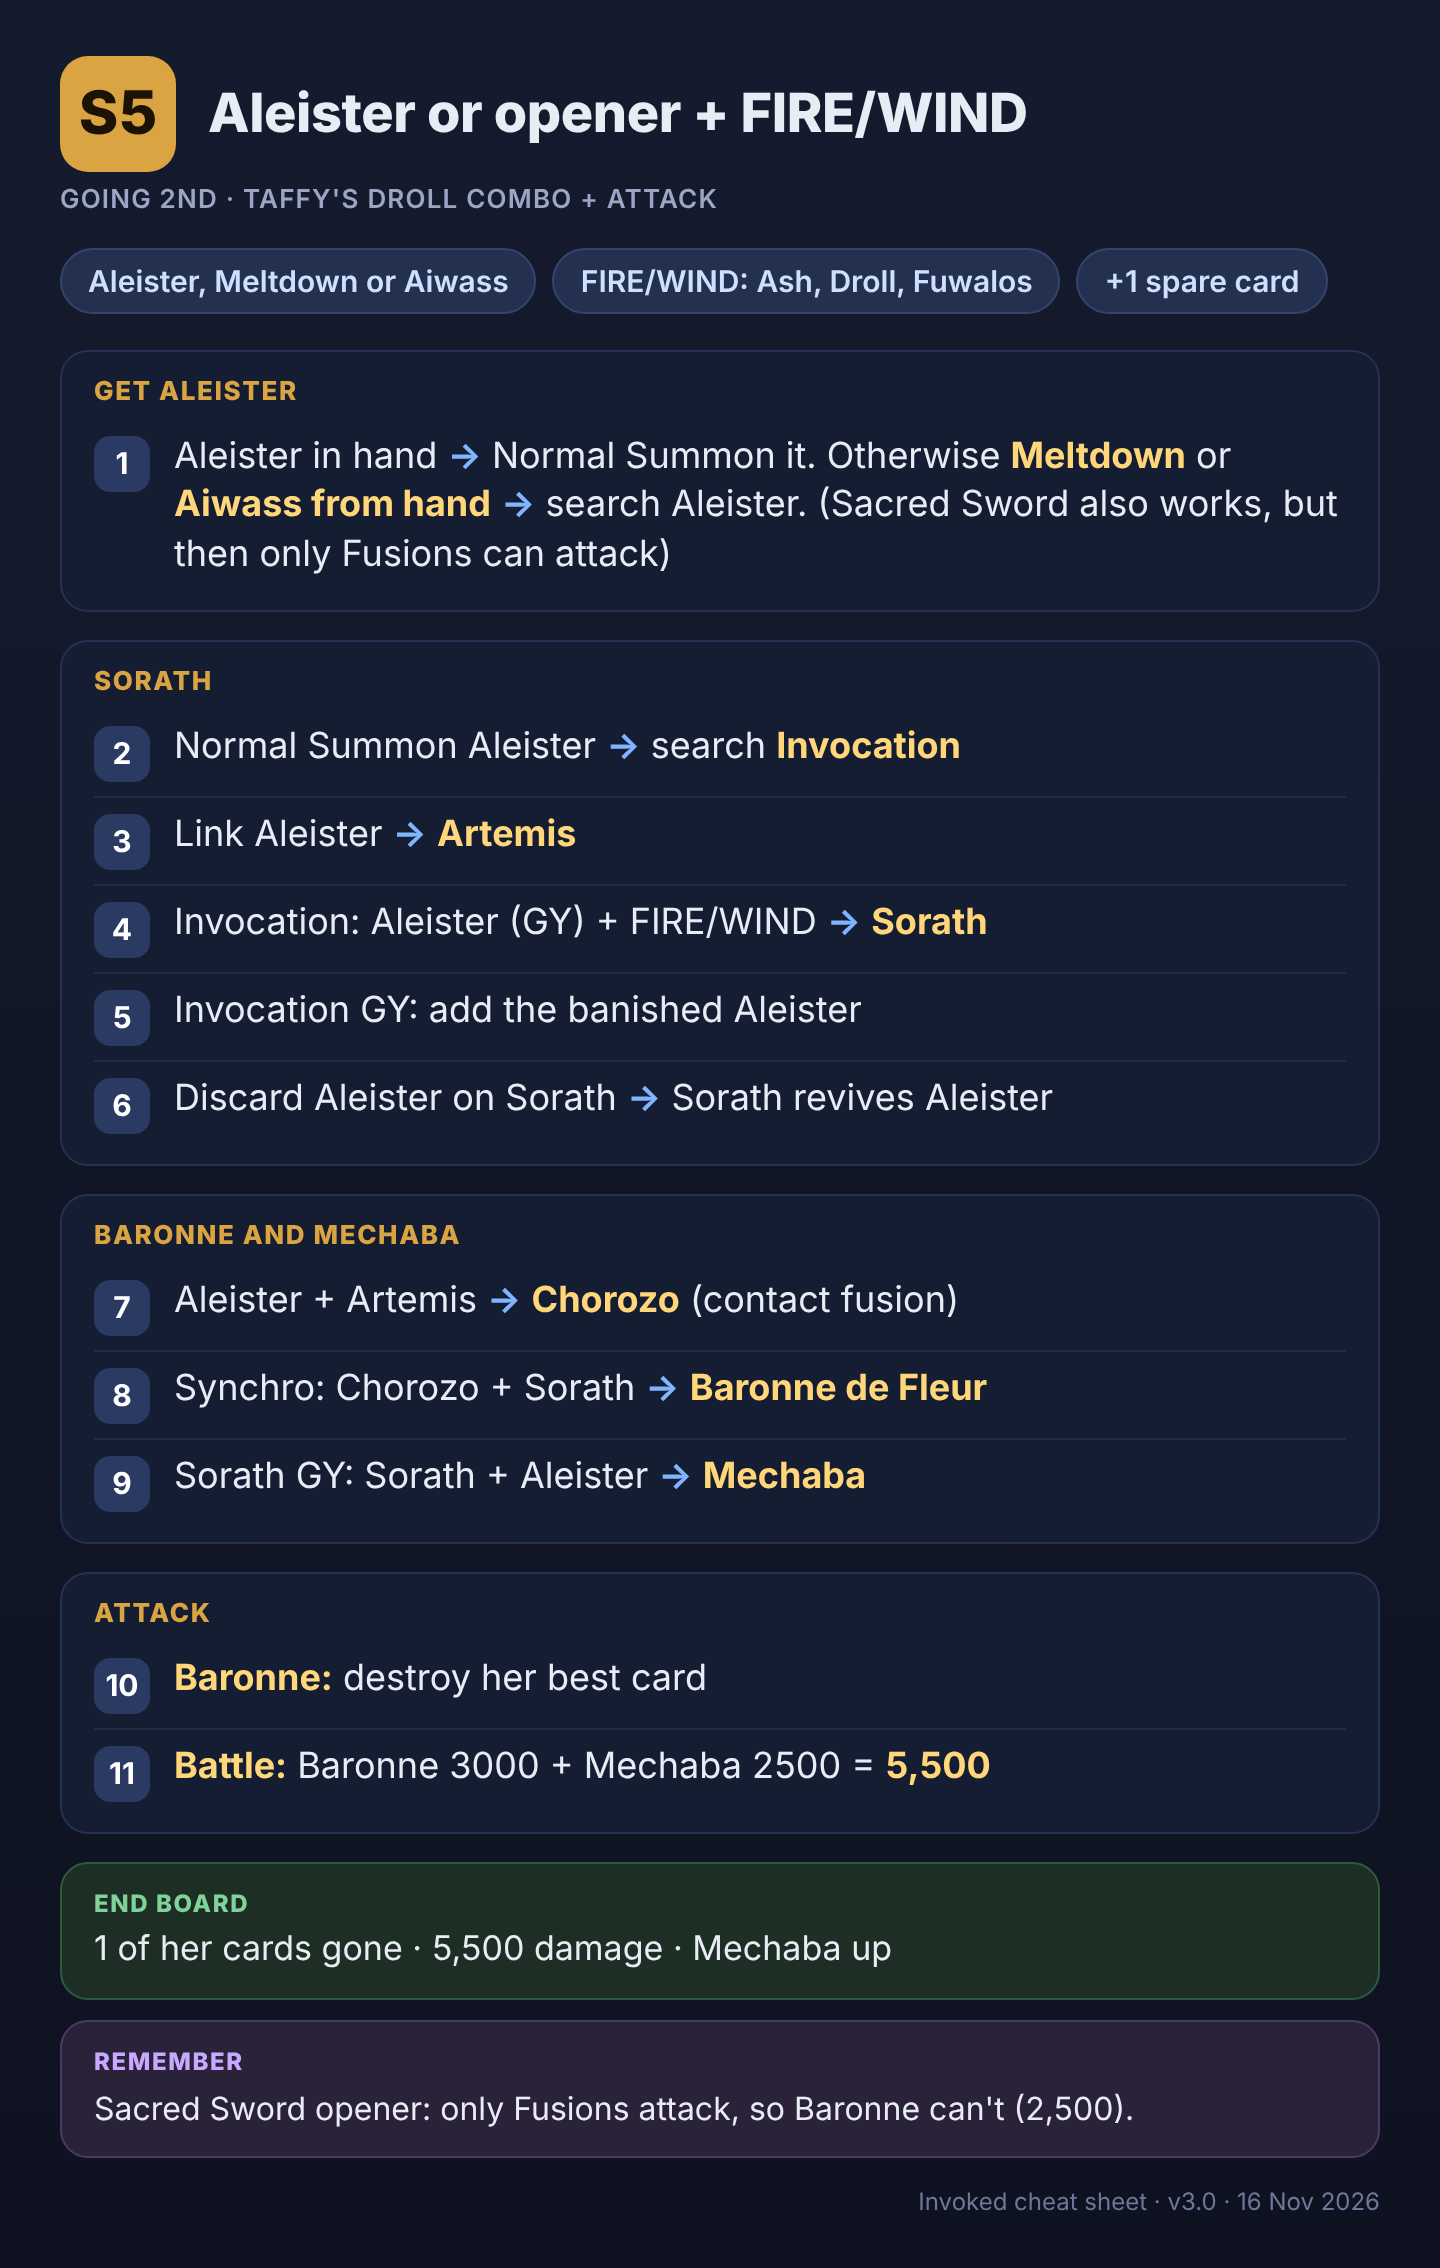 S5
Aleister or opener + FIRE/WIND
GOING 2ND · TAFFY'S DROLL COMBO + ATTACK
Aleister, Meltdown or Aiwass
FIRE/WIND: Ash, Droll, Fuwalos
+1 spare card
GET ALEISTER
1
Aleister in hand → Normal Summon it. Otherwise Meltdown or
Aiwass from hand → search Aleister. (Sacred Sword also works, but
then only Fusions can attack)
SORATH
2
Normal Summon Aleister → search Invocation
3
Link Aleister → Artemis
4
Invocation: Aleister (GY) + FIRE/WIND → Sorath
5
Invocation GY: add the banished Aleister
6
Discard Aleister on Sorath → Sorath revives Aleister
BARONNE AND MECHABA
7
Aleister + Artemis → Chorozo (contact fusion)
8
Synchro: Chorozo + Sorath → Baronne de Fleur
9
Sorath GY: Sorath + Aleister → Mechaba
ATTACK
10
Baronne: destroy her best card
11
Battle: Baronne 3000 + Mechaba 2500 = 5,500
END BOARD
1 of her cards gone · 5,500 damage · Mechaba up
REMEMBER
Sacred Sword opener: only Fusions attack, so Baronne can't (2,500).
Invoked cheat sheet · v3.0 · 16 Nov 2026